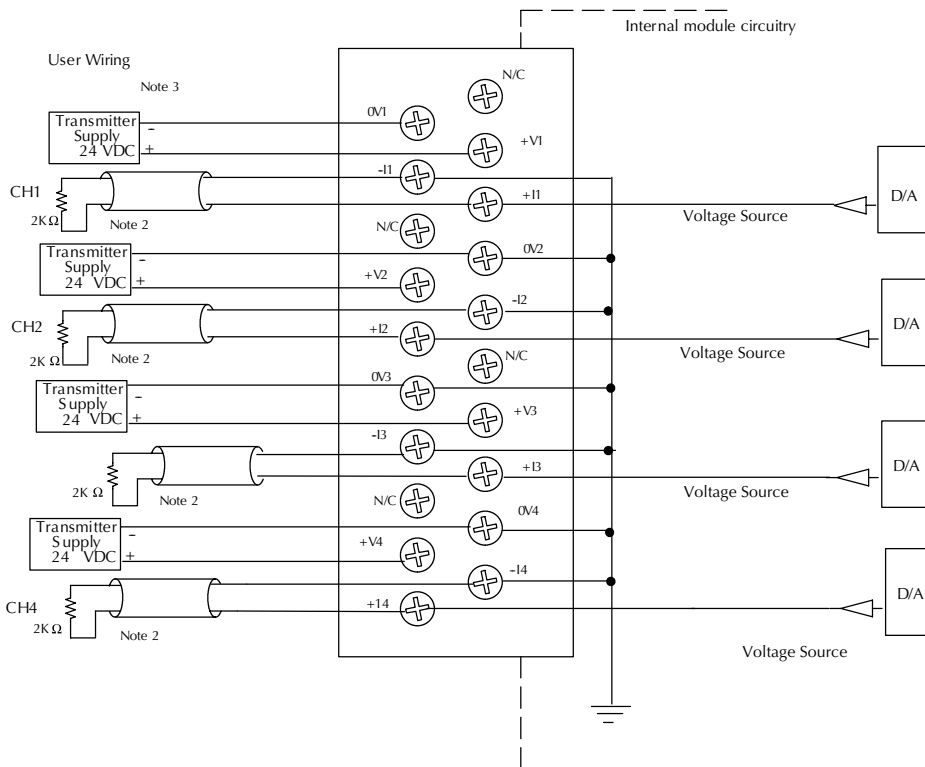 Internal module circuitry
User Wiring
Note 3
N/C
0V1
Transmitter
Supply
24 VDC
-
+
+V1
-I1
CH1
2K Ω
Note 2
+I1
Voltage Source
D/A
N/C
Transmitter
Supply
24 VDC
-
+
0V2
+V2
-I2
CH2
2K Ω
Note 2
+I2
Voltage Source
D/A
N/C
Transmitter
Supply
24 VDC
-
+
0V3
+V3
-I3
2K Ω
Note 2
+I3
Voltage Source
D/A
N/C
Transmitter
Supply
24 VDC
-
+
0V4
+V4
-I4
CH4
2K Ω
Note 2
+14
Voltage Source
D/A